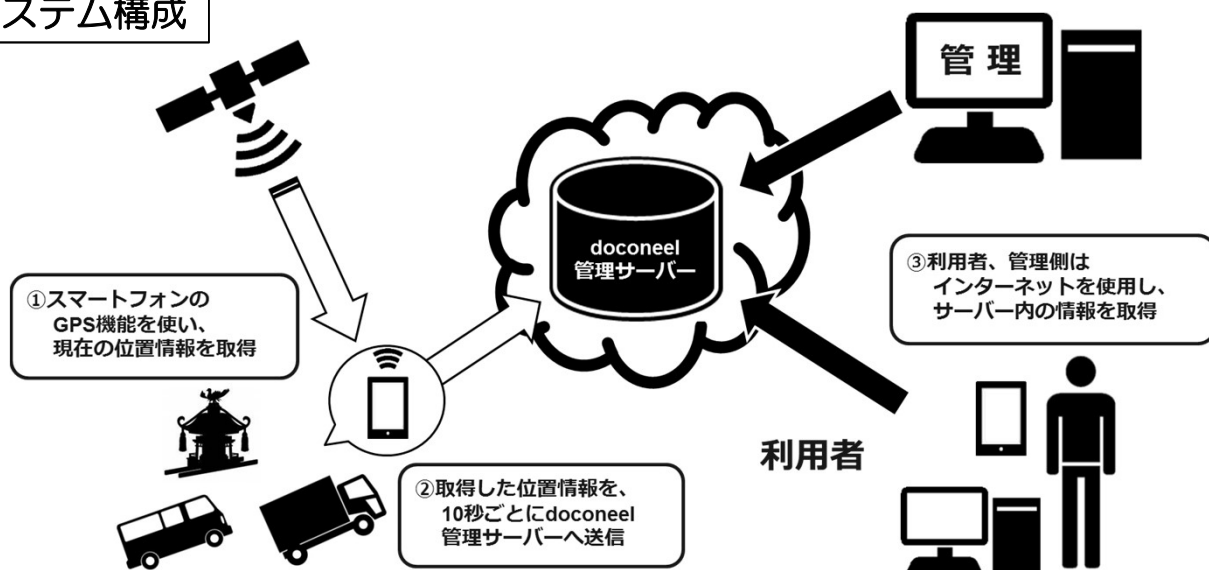 ステム構成
管 理
doconeel
管理サーバー
①スマートフォンの
GPS機能を使い、
現在の位置情報を取得
③利用者、管理側は
インターネットを使用し、
サーバー内の情報を取得
利用者
②取得した位置情報を、
10秒ごとにdoconeel
管理サーバーへ送信